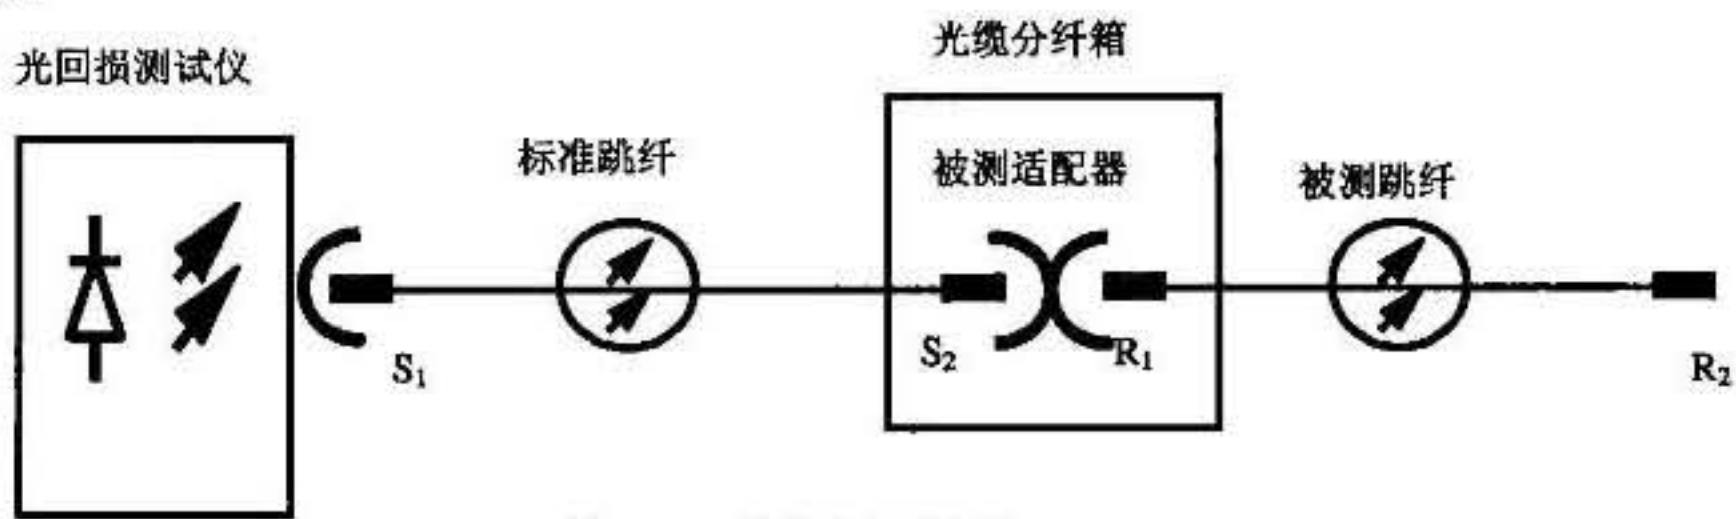 光缆分纤箱
光回损测试仪
标准跳纤
被测适配器
被测跳纤
S₁
S₂
R₁
R₂